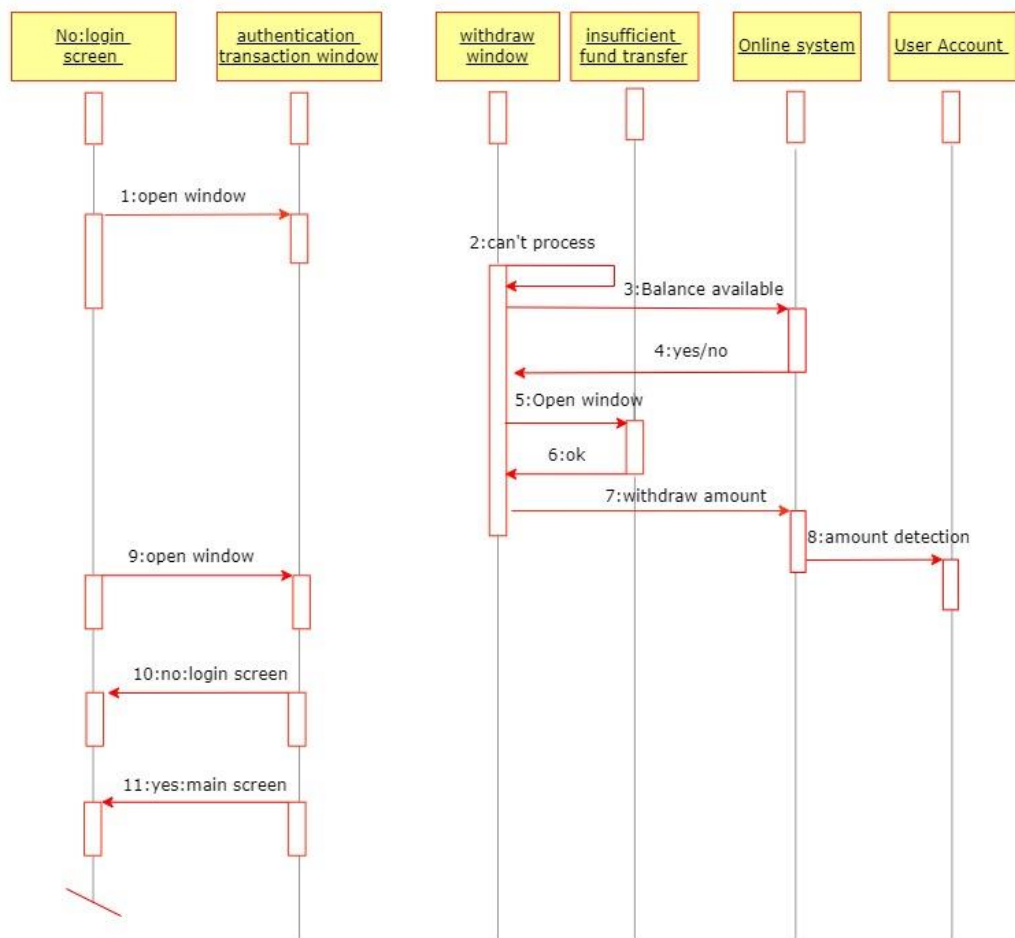 No:login
screen
authentication
transaction window
withdraw
window
insufficient
fund transfer
Online system
User Account
1:open window
2:can't process
3:Balance available
4:yes/no
5:Open window
6:ok
7:withdraw amount
8:amount detection
9:open window
10:no:login screen
11:yes:main screen